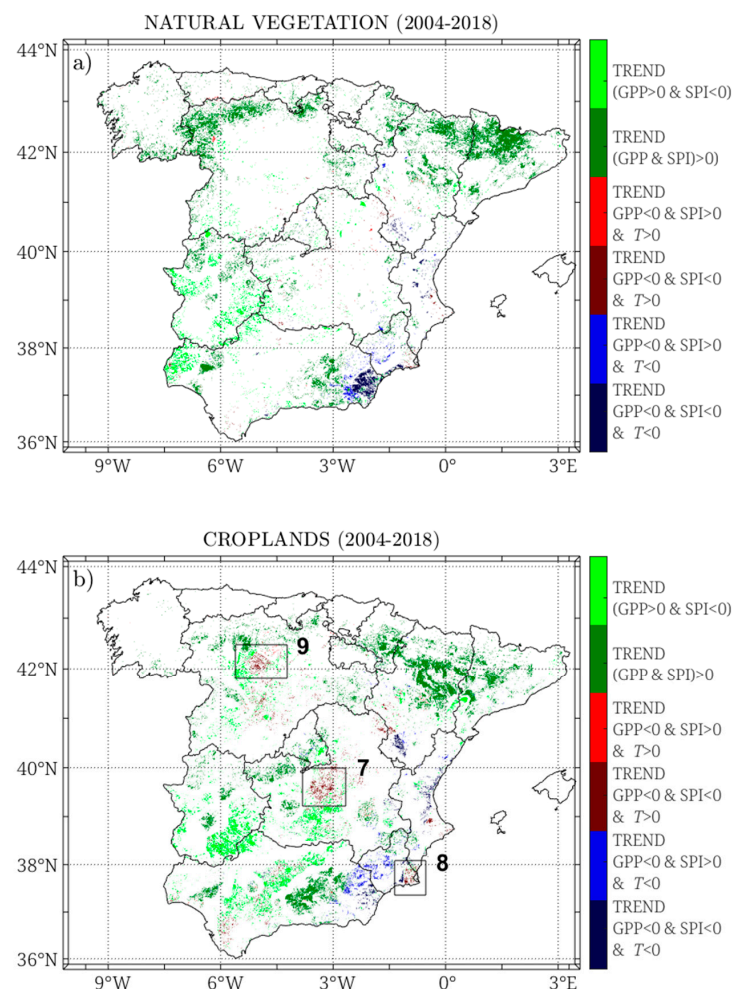 NATURAL VEGETATION (2004-2018)
a)
44°N
42°N
40°N
38°N
36°N
9°W 6°W 3°W 0° 3°E
TREND
(GPP>0 & SPI<0)
TREND
(GPP & SPI)>0)
TREND
GPP<0 & SPI>0
& T>0
TREND
GPP<0 & SPI<0
& T>0
TREND
GPP<0 & SPI>0
& T<0
TREND
GPP<0 & SPI<0
& T<0
CROPLANDS (2004-2018)
b)
44°N
42°N
40°N
38°N
36°N
9
7
8
9°W 6°W 3°W 0° 3°E
TREND
(GPP>0 & SPI<0)
TREND
(GPP & SPI)>0
TREND
GPP<0 & SPI>0
& T>0
TREND
GPP<0 & SPI<0
& T>0
TREND
GPP<0 & SPI>0
& T<0
TREND
GPP<0 & SPI<0
& T<0